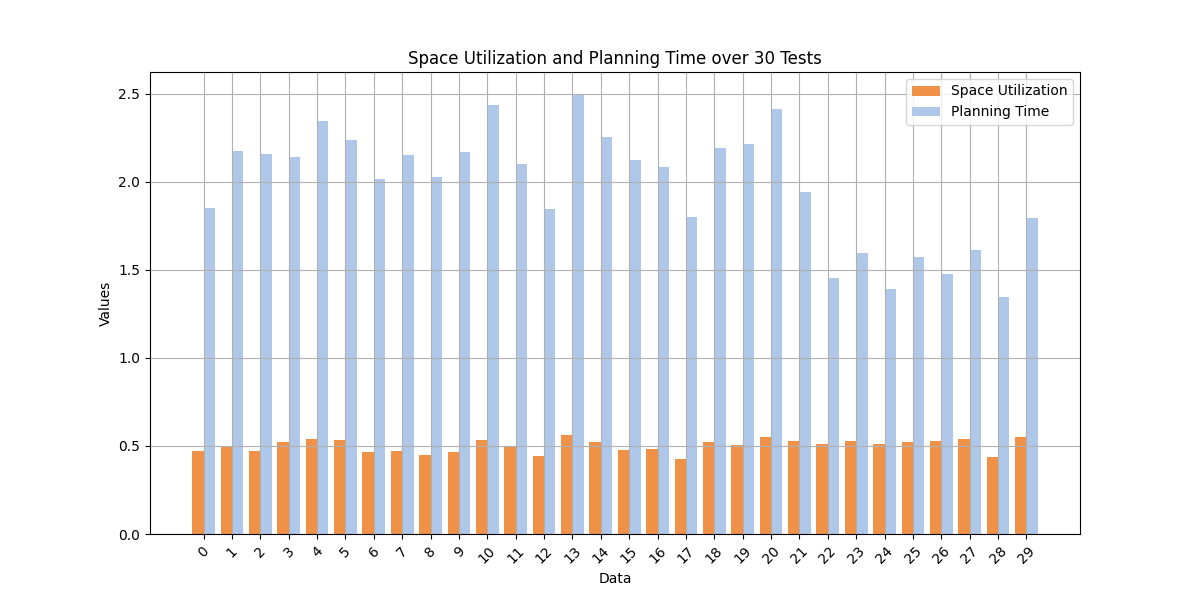 Space Utilization and Planning Time over 30 Tests
Space Utilization
Planning Time
2.5
2.0
1.5
1.0
0.5
0.0
Values
0 1 2 3 4 5 6 7 8 9 10 11 12 13 14 15 16 17 18 19 20 21 22 23 24 25 26 27 28 29
Data